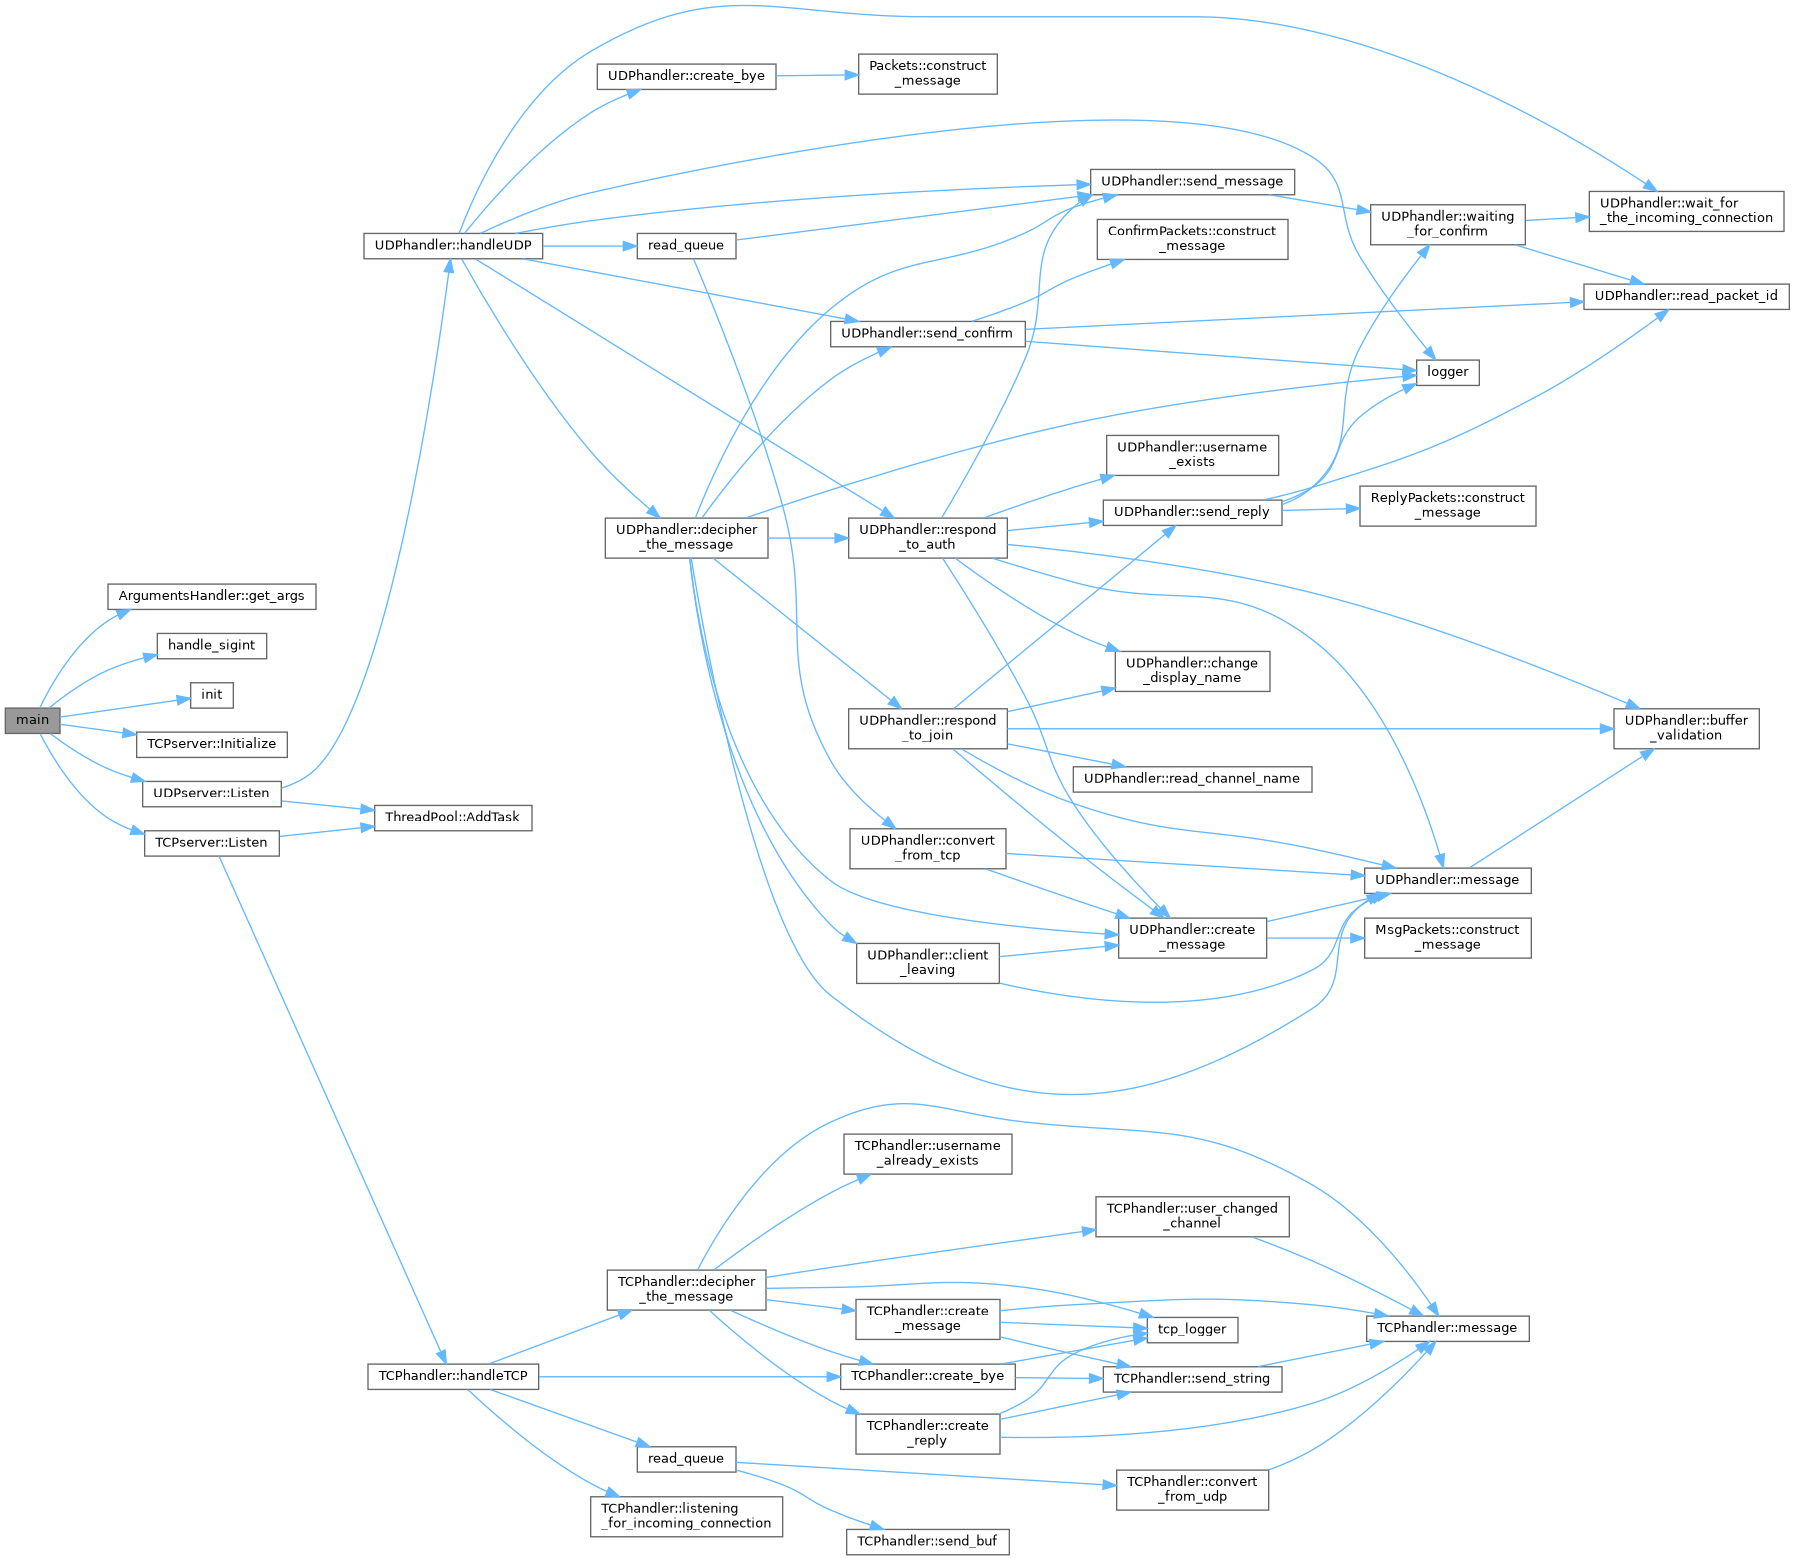 main
ArgumentsHandler::get_args
handle_sigint
init
TCPserver::Initialize
UDPserver::Listen
TCPserver::Listen
ThreadPool::AddTask
UDPhandler::handleUDP
UDPhandler::create_bye
Packets::construct
_message
read_queue
UDPhandler::send_message
ConfirmPackets::construct
_message
UDPhandler::send_confirm
UDPhandler::waiting
_for_confirm
UDPhandler::wait_for
_the_incoming_connection
UDPhandler::read_packet_id
logger
UDPhandler::decipher
_the_message
UDPhandler::respond
_to_auth
UDPhandler::username
_exists
UDPhandler::send_reply
ReplyPackets::construct
_message
UDPhandler::change
_display_name
UDPhandler::respond
_to_join
UDPhandler::read_channel_name
UDPhandler::buffer
_validation
UDPhandler::convert
_from_tcp
UDPhandler::message
UDPhandler::create
_message
MsgPackets::construct
_message
UDPhandler::client
_leaving
TCPhandler::handleTCP
TCPhandler::decipher
_the_message
TCPhandler::username
_already_exists
TCPhandler::user_changed
_channel
TCPhandler::create
_message
tcp_logger
TCPhandler::message
TCPhandler::create_bye
TCPhandler::send_string
TCPhandler::create
_reply
read_queue
TCPhandler::convert
_from_udp
TCPhandler::listening
_for_incoming_connection
TCPhandler::send_buf